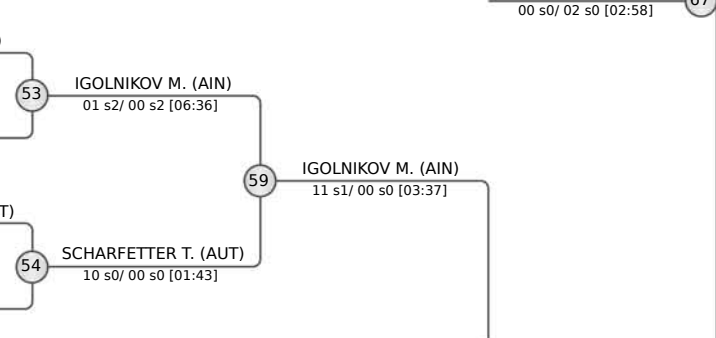 00 s0/ 02 s0 [02:58]
53
IGOLNIKOV M. (AIN)
01 s2/ 00 s2 [06:36]
59
IGOLNIKOV M. (AIN)
11 s1/ 00 s0 [03:37]
T)
54
SCHARFETTER T. (AUT)
10 s0/ 00 s0 [01:43]